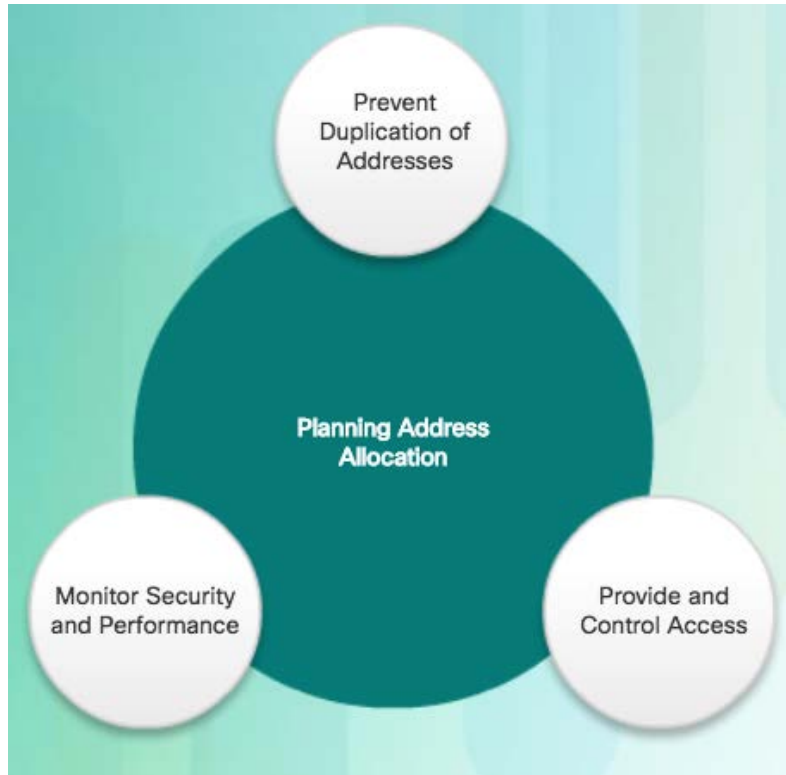 Prevent
Duplication of
Addresses
Planning Address
Allocation
Monitor Security
and Performance
Provide and
Control Access